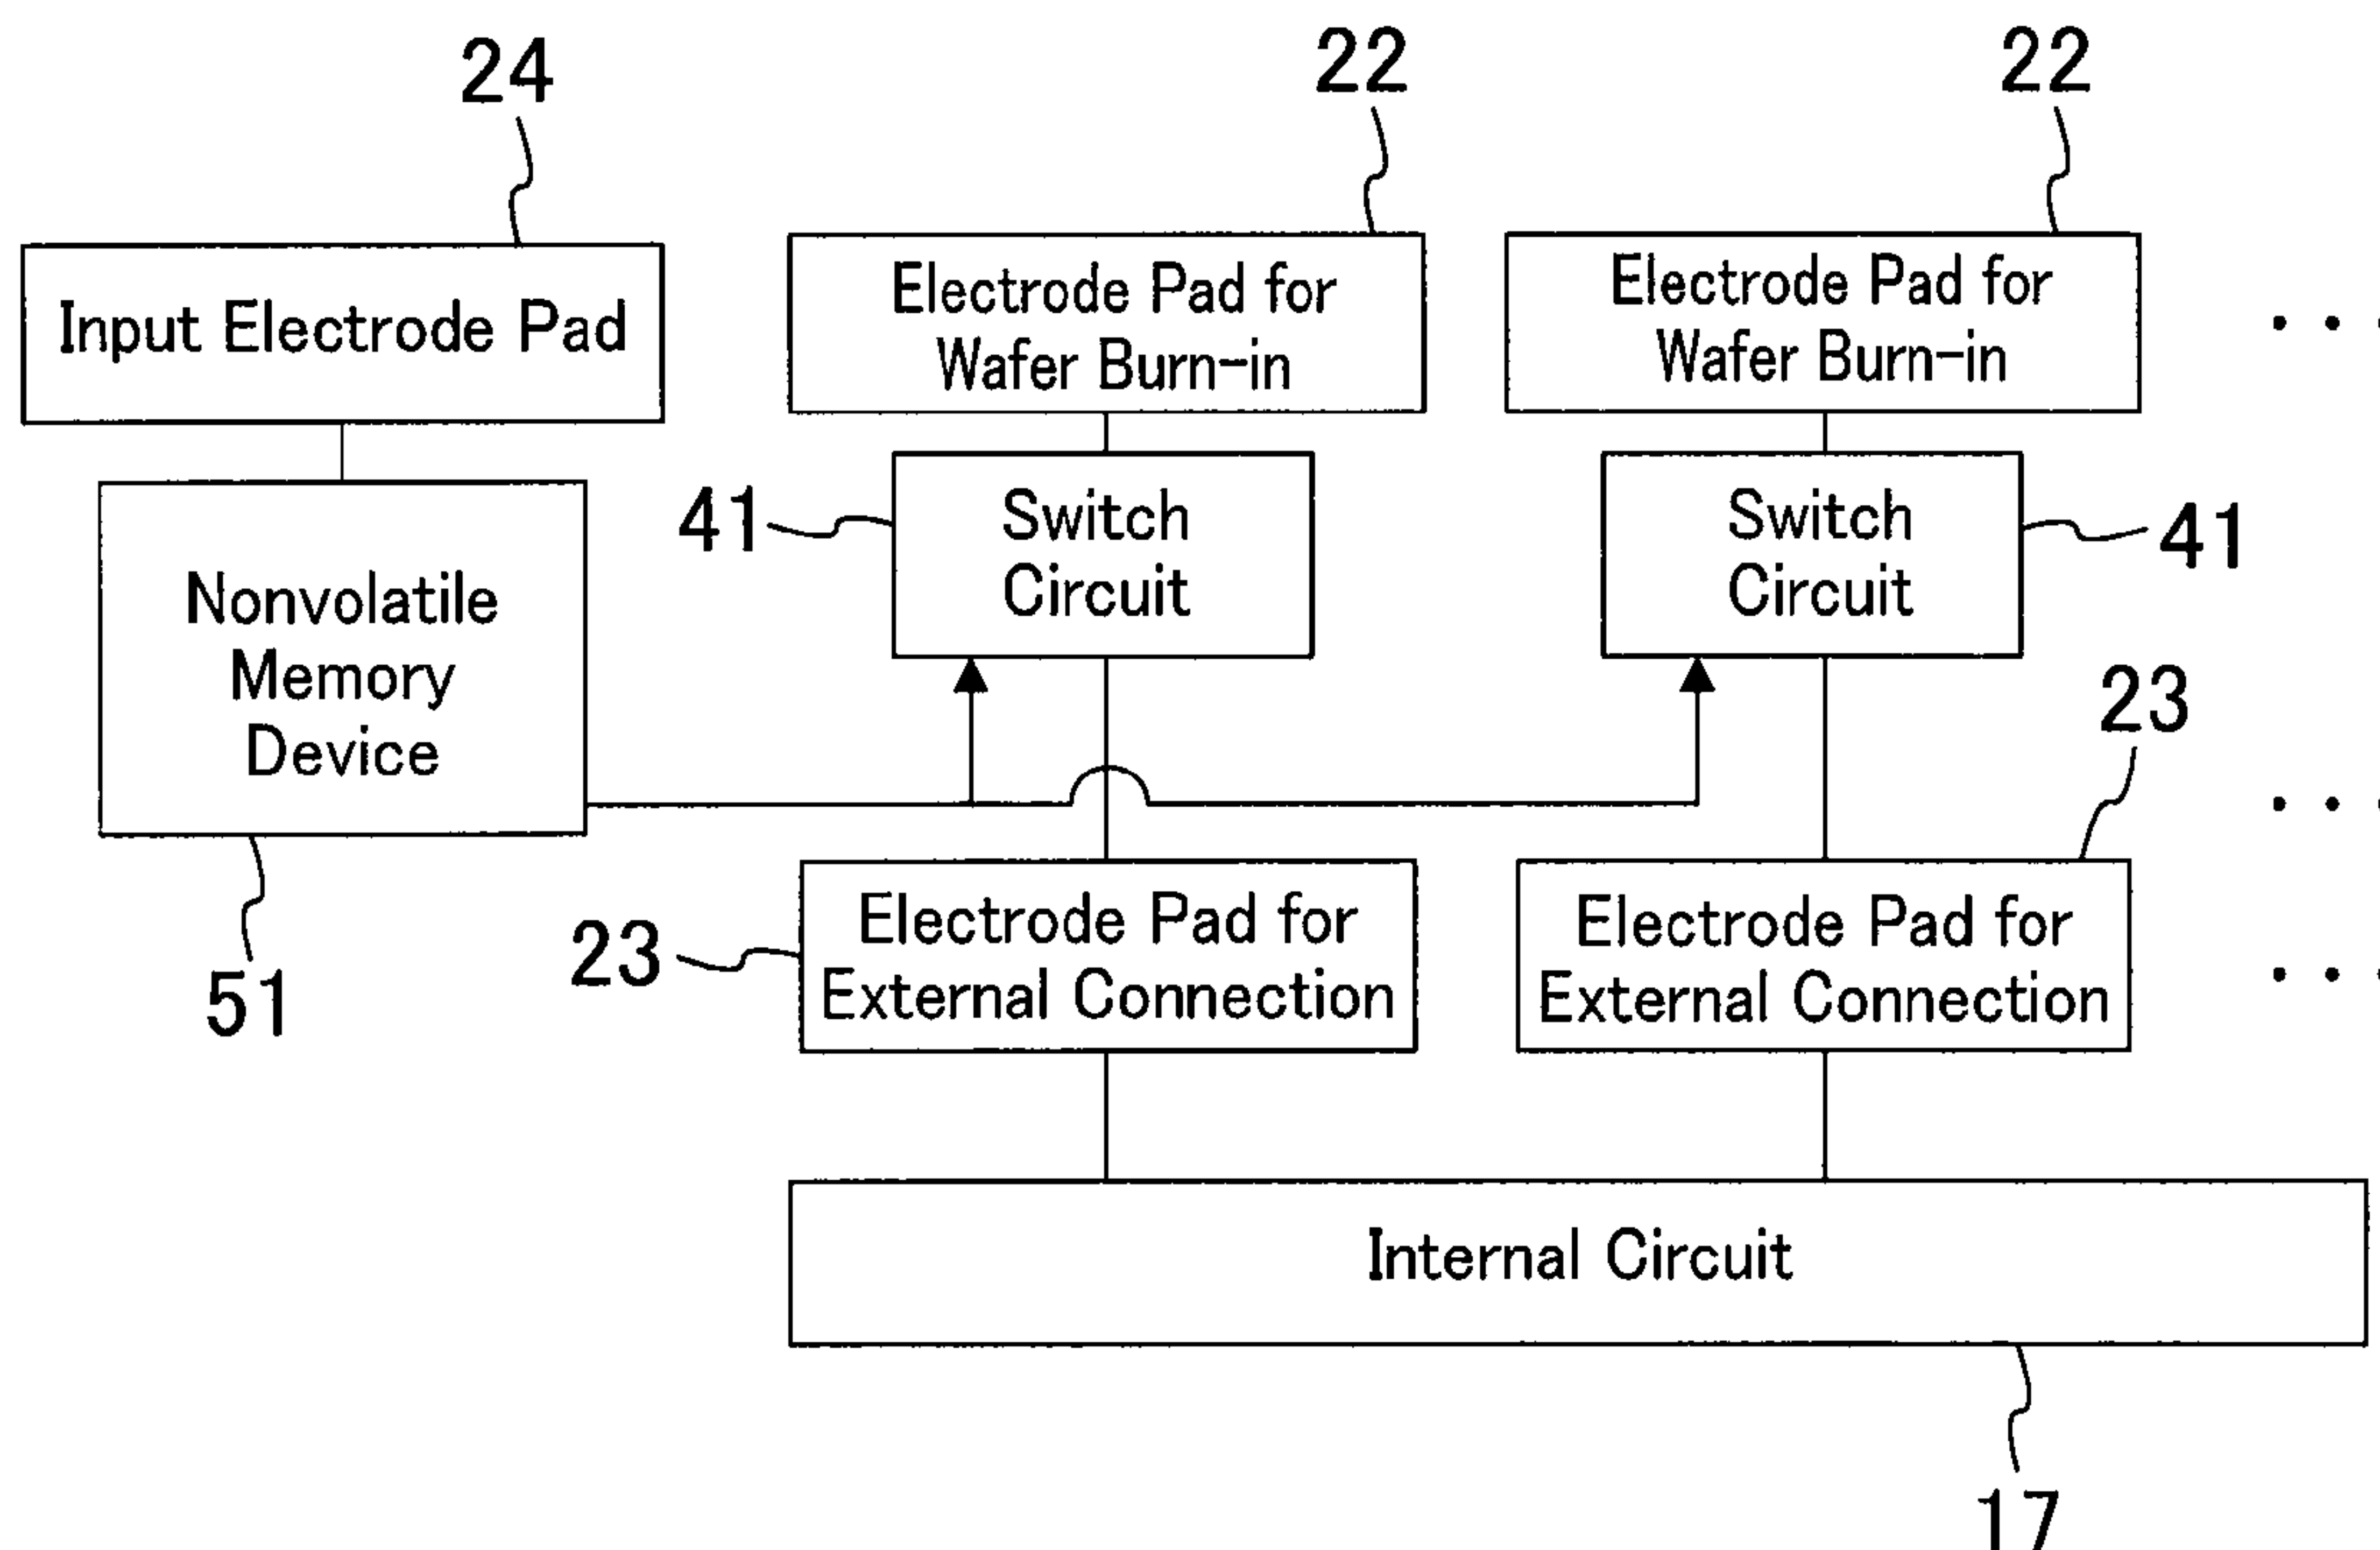 24
22
22
Input Electrode Pad
Electrode Pad for
Wafer Burn-in
Electrode Pad for
Wafer Burn-in
41
Switch
Circuit
Switch
Circuit
41
Nonvolatile
Memory
Device
23
51
23
Electrode Pad for
External Connection
Electrode Pad for
External Connection
Internal Circuit
17